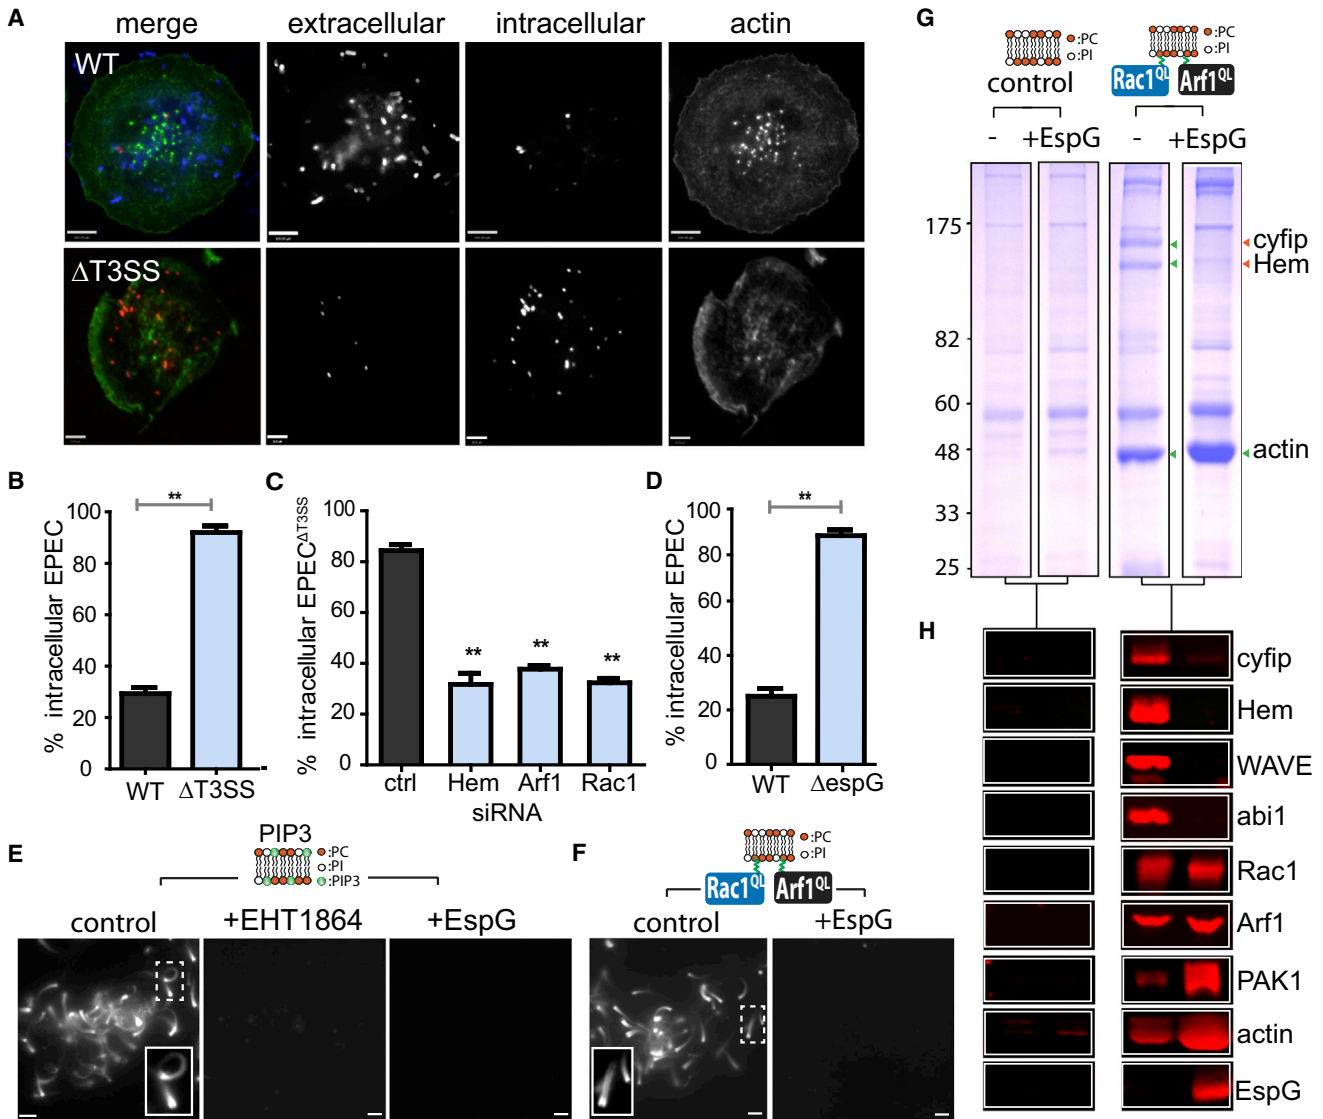 A
merge
extracellular
intracellular
actin
WT
ΔT3SS
B
% intracellular EPEC
100
80
60
40
20
0
**
WT
ΔT3SS
C
% intracellular EPECΔT3SS
100
80
60
40
20
0
**
**
**
ctrl
Hem
Arf1
Rac1
siRNA
D
% intracellular EPEC
100
80
60
40
20
0
**
WT
ΔespG
E
PIP3
:PC
:PI
:PIP3
control
+EHT1864
+EspG
F
:PC
:PI
Rac1QL
Arf1QL
control
+EspG
G
:PC
:PI
control
:PC
:PI
Rac1QL
Arf1QL
-
+EspG
-
+EspG
175
82
60
48
33
25
cyfip
Hem
actin
H
cyfip
Hem
WAVE
abi1
Rac1
Arf1
PAK1
actin
EspG